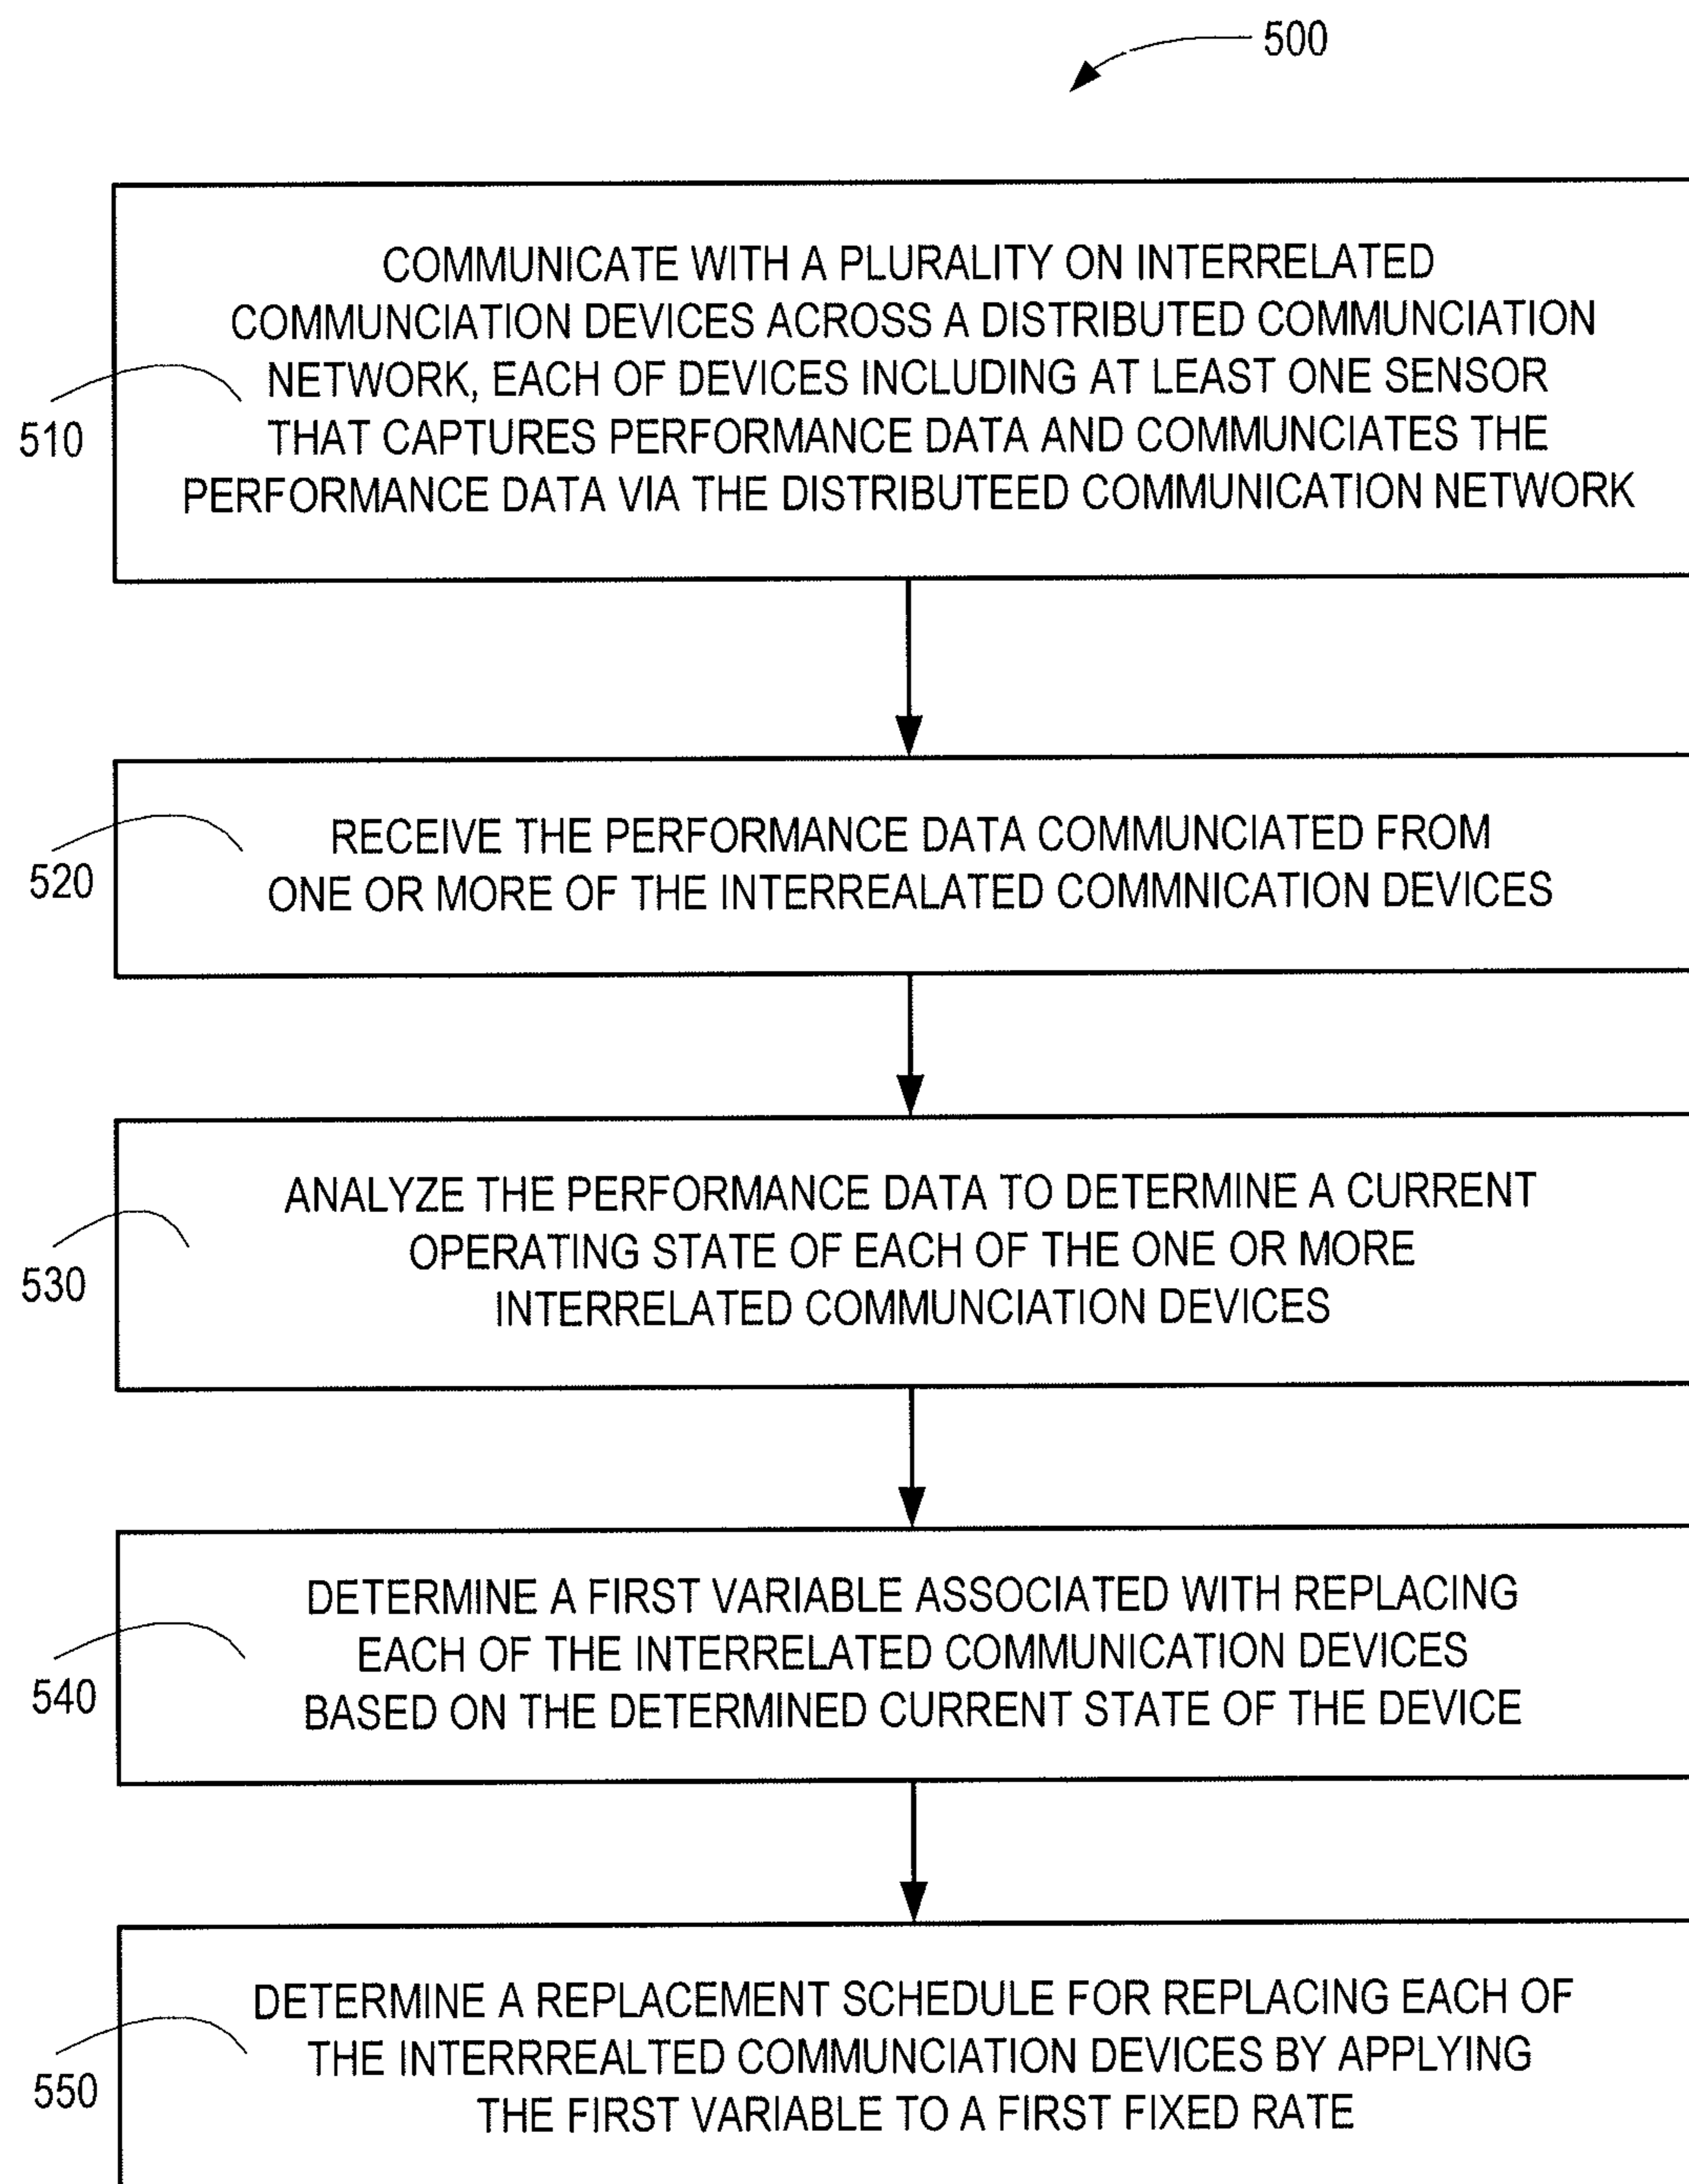 500
COMMUNICATE WITH A PLURALITY ON INTERRELATED
COMMUNCIATION DEVICES ACROSS A DISTRIBUTED COMMUNCIATION
NETWORK, EACH OF DEVICES INCLUDING AT LEAST ONE SENSOR
THAT CAPTURES PERFORMANCE DATA AND COMMUNCIATES THE
PERFORMANCE DATA VIA THE DISTRIBUTEED COMMUNICATION NETWORK
510
RECEIVE THE PERFORMANCE DATA COMMUNCIATED FROM
ONE OR MORE OF THE INTERREALATED COMMNICATION DEVICES
520
ANALYZE THE PERFORMANCE DATA TO DETERMINE A CURRENT
OPERATING STATE OF EACH OF THE ONE OR MORE
INTERRELATED COMMUNCIATION DEVICES
530
DETERMINE A FIRST VARIABLE ASSOCIATED WITH REPLACING
EACH OF THE INTERRELATED COMMUNICATION DEVICES
BASED ON THE DETERMINED CURRENT STATE OF THE DEVICE
540
DETERMINE A REPLACEMENT SCHEDULE FOR REPLACING EACH OF
THE INTERRREALTED COMMUNCIATION DEVICES BY APPLYING
THE FIRST VARIABLE TO A FIRST FIXED RATE
550